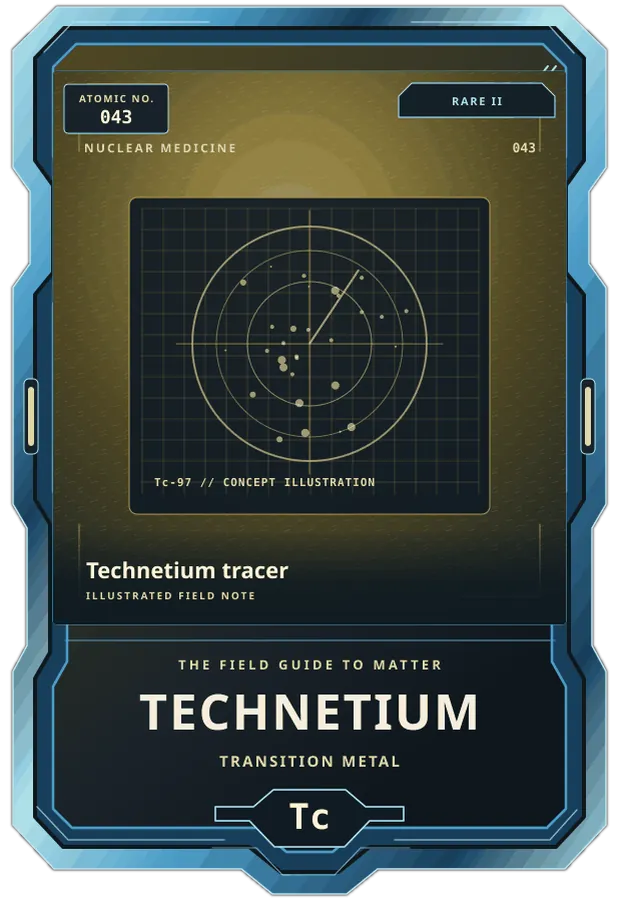 ATOMIC NO.
043
RARE II
NUCLEAR MEDICINE
043
Tc-97 // CONCEPT ILLUSTRATION
Technetium tracer
ILLUSTRATED FIELD NOTE
THE FIELD GUIDE TO MATTER
TECHNETIUM
TRANSITION METAL
Tc